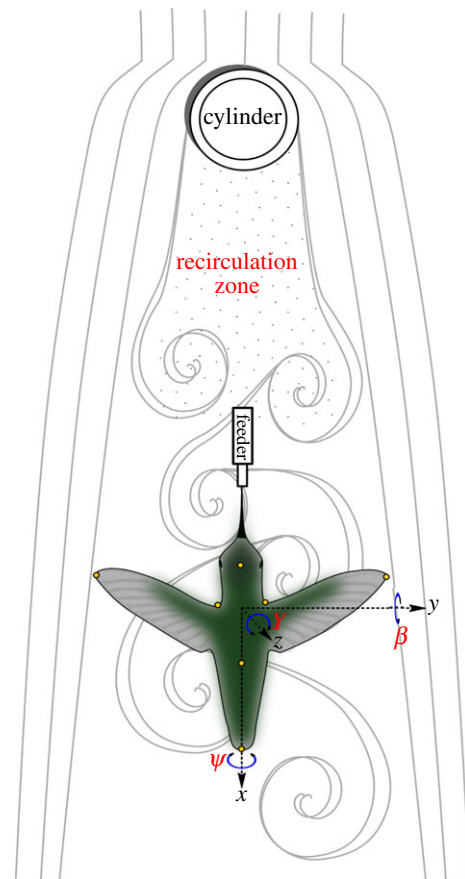 cylinder
recirculation
zone
feeder
y
γ
z
β
ψ
x